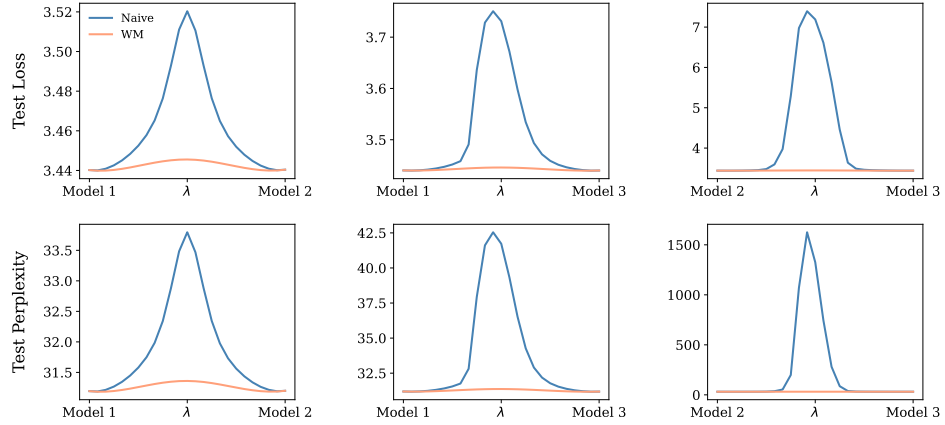 Test Loss
3.52
3.50
3.48
3.46
3.44
Naive
WM
Model 1
λ
Model 2
3.7
3.6
3.5
Model 1
λ
Model 3
7
6
5
4
Model 2
λ
Model 3
Test Perplexity
33.5
33.0
32.5
32.0
31.5
Model 1
λ
Model 2
42.5
40.0
37.5
35.0
32.5
Model 1
λ
Model 3
1500
1000
500
0
Model 2
λ
Model 3